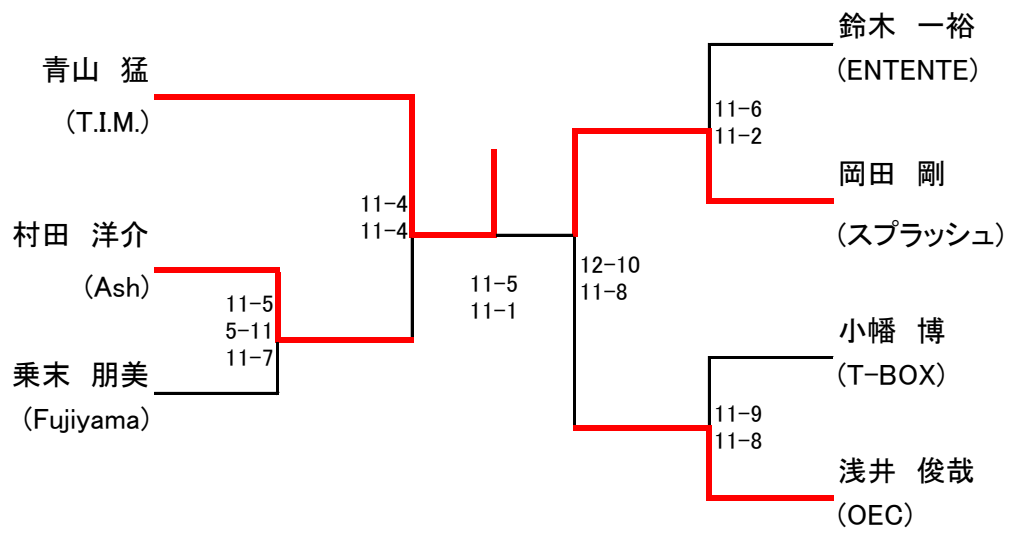 青山　猛
(T.I.M.)
村田　洋介
(Ash)
乗末　朋美
(Fujiyama)
11-4
11-4
11-5
5-11
11-7
11-5
11-1
12-10
11-8
鈴木　一裕
(ENTENTE)
11-6
11-2
岡田　剛
(スプラッシュ)
小幡　博
(T-BOX)
11-9
11-8
浅井　俊哉
(OEC)